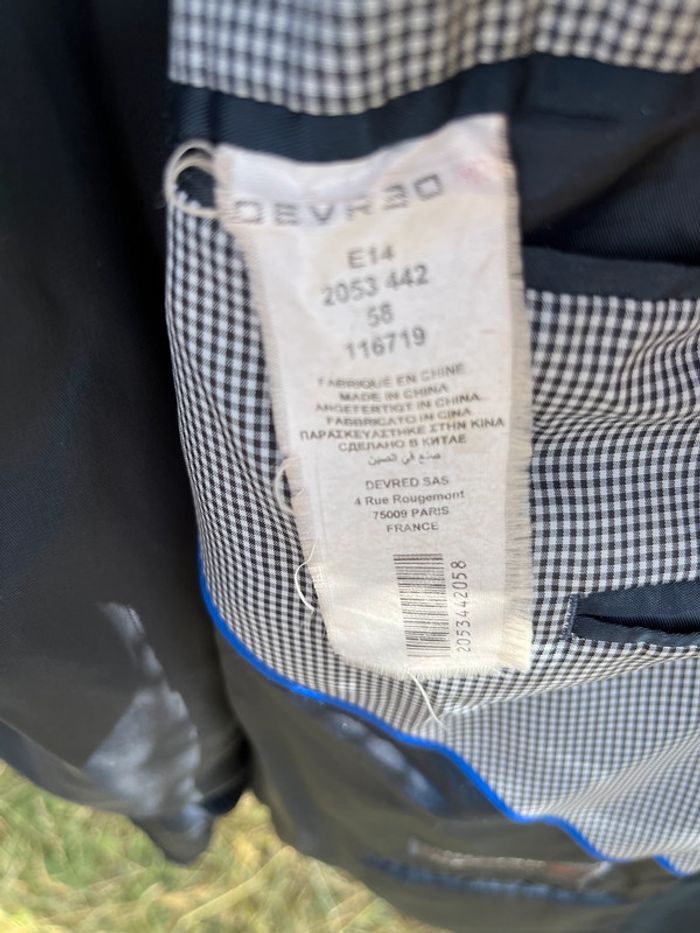 DEVRED
E14
2053 442
58
116719
FABRIQUE EN CHINE
MADE IN CHINA
ANGEFERTIGT IN CHINA
FABBRICATO IN CINA
ΠΑΡΑΣΚΕΥΑΣΤΗΚΕ ΣΤΗΝ ΚΙΝΑ
СДЕЛАНО В КИТАЕ
صنع في الصين
DEVRED SAS
4 Rue Rougemont
75009 PARIS
FRANCE
2053442058